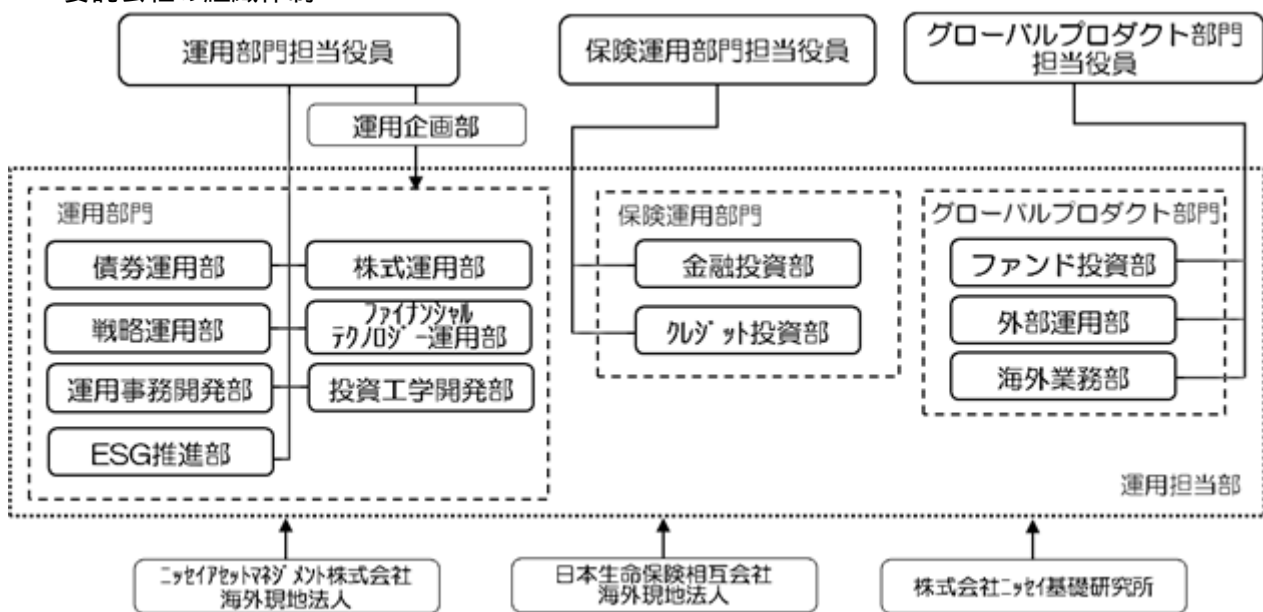 運用部門担当役員
保険運用部門担当役員
グローバルプロダクト部門
担当役員
運用企画部
運用部門
債券運用部
株式運用部
戦略運用部
ﾌｧｲﾅﾝｼｬﾙ
ﾃｸﾉﾛｼﾞｰ運用部
運用事務開発部
投資工学開発部
ESG推進部
保険運用部門
金融投資部
ｸﾚｼﾞｯﾄ投資部
グローバルプロダクト部門
ファンド投資部
外部運用部
海外業務部
運用担当部
ﾆｯｾｲｱｾｯﾄﾏﾈｼﾞﾒﾝﾄ株式会社
海外現地法人
日本生命保険相互会社
海外現地法人
株式会社ﾆｯｾｲ基礎研究所